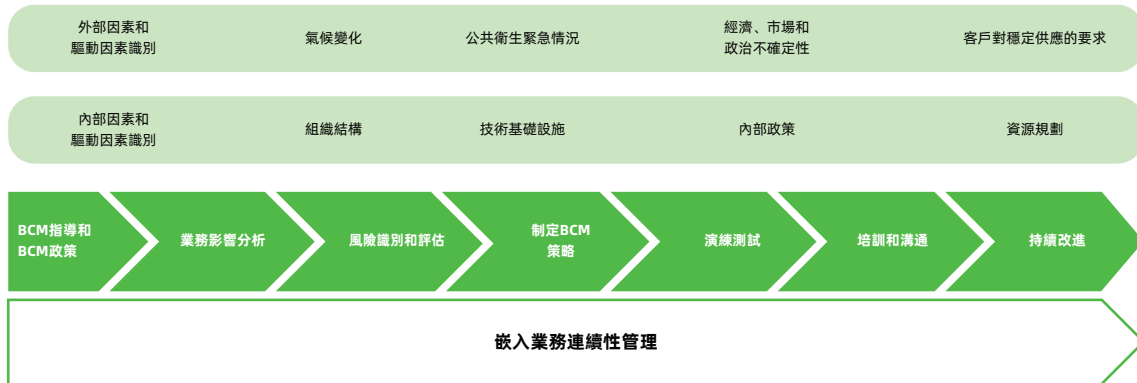 外部因素和
驅動因素識別
氣候變化
公共衛生緊急情況
經濟、市場和
政治不確定性
客戶對穩定供應的要求
內部因素和
驅動因素識別
組織結構
技術基礎設施
內部政策
資源規劃
BCM指導和
BCM政策
業務影響分析
風險識別和評估
制定BCM
策略
演練測試
培訓和溝通
持續改進
嵌入業務連續性管理